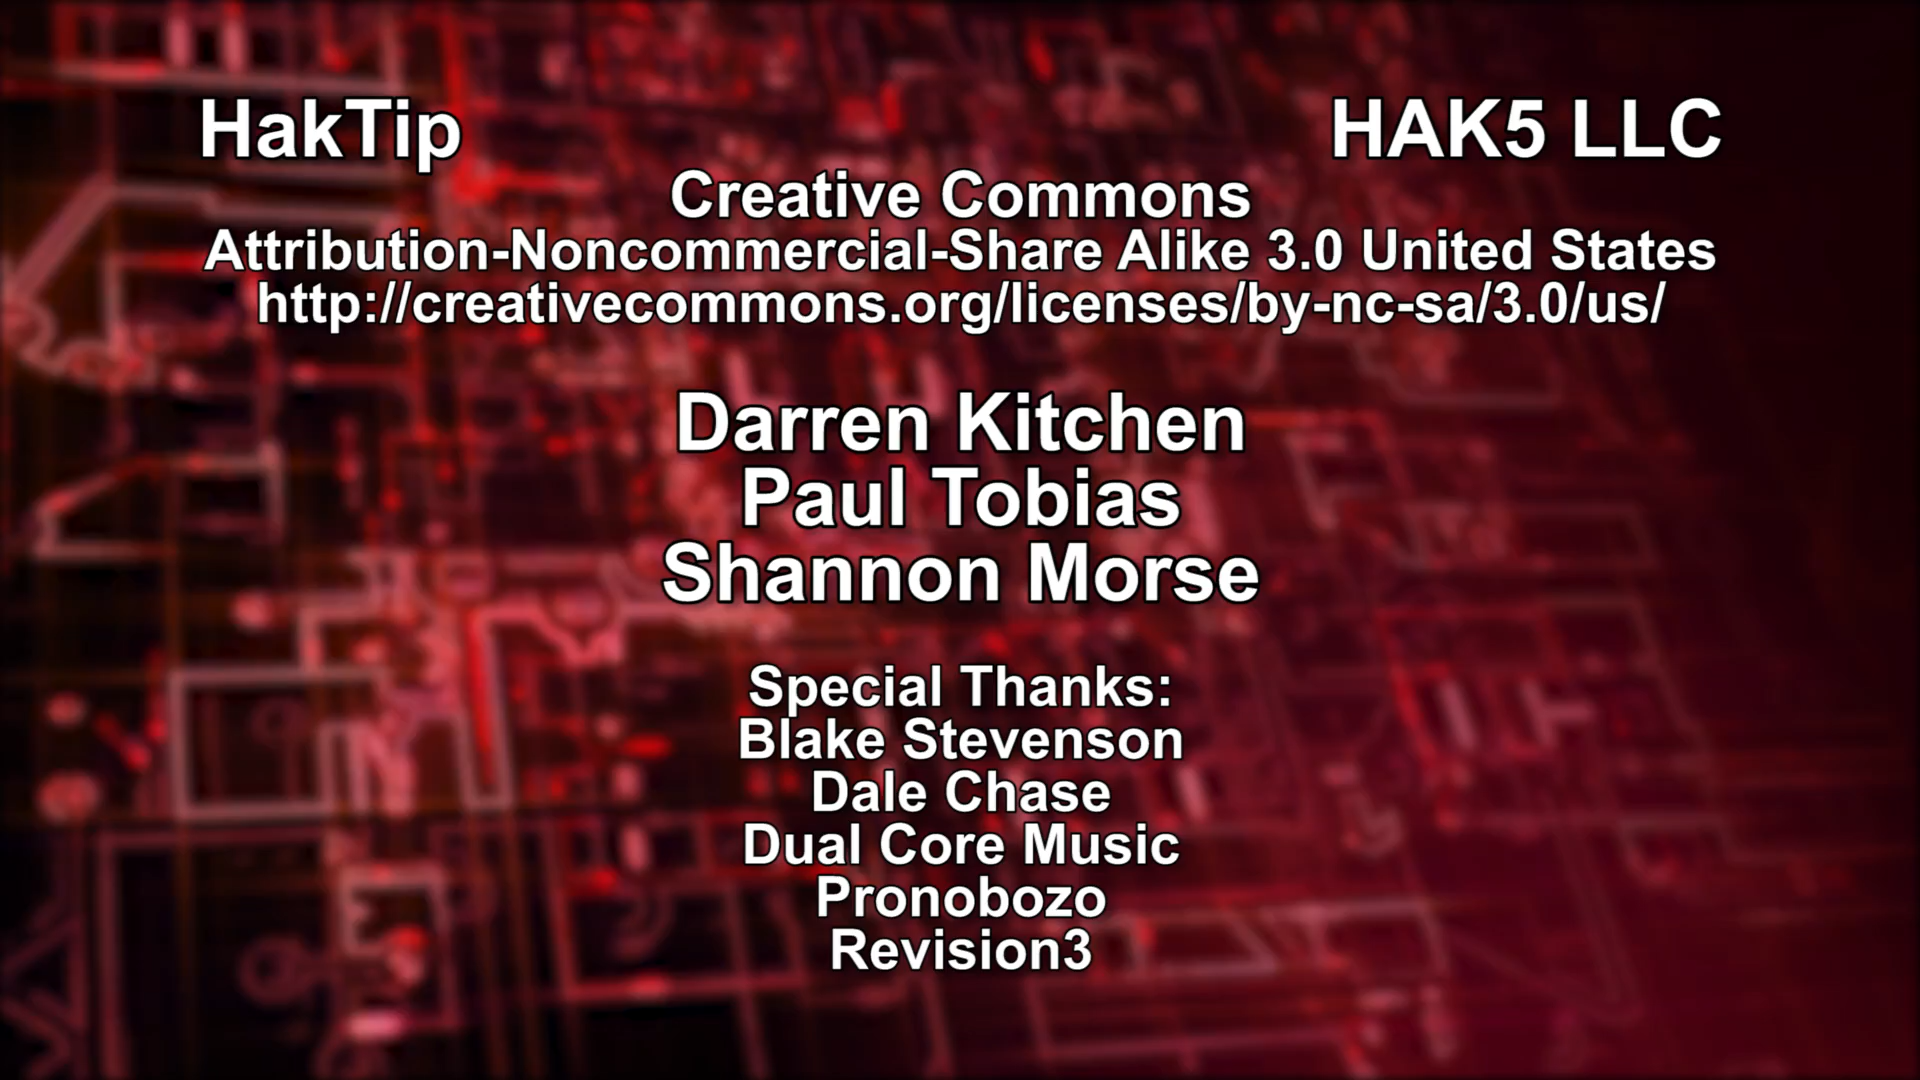 HakTip HAK5 LLC
Creative Commons
Attribution-Noncommercial-Share Alike 3.0 United States
http://creativecommons.org/licenses/by-nc-sa/3.0/us/
Darren Kitchen
Paul Tobias
Shannon Morse
Special Thanks:
Blake Stevenson
Dale Chase
Dual Core Music
Pronobozo
Revision3